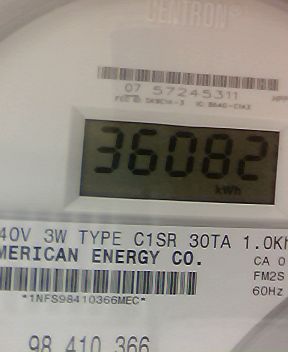 CENTRON®
07 57245311
36082
kWh
40V 3W TYPE C1SR 30TA 1.0Kh
MERICAN ENERGY CO.
CA 0
FM2S
60Hz
*1NFS98410366MEC*
98 410 366